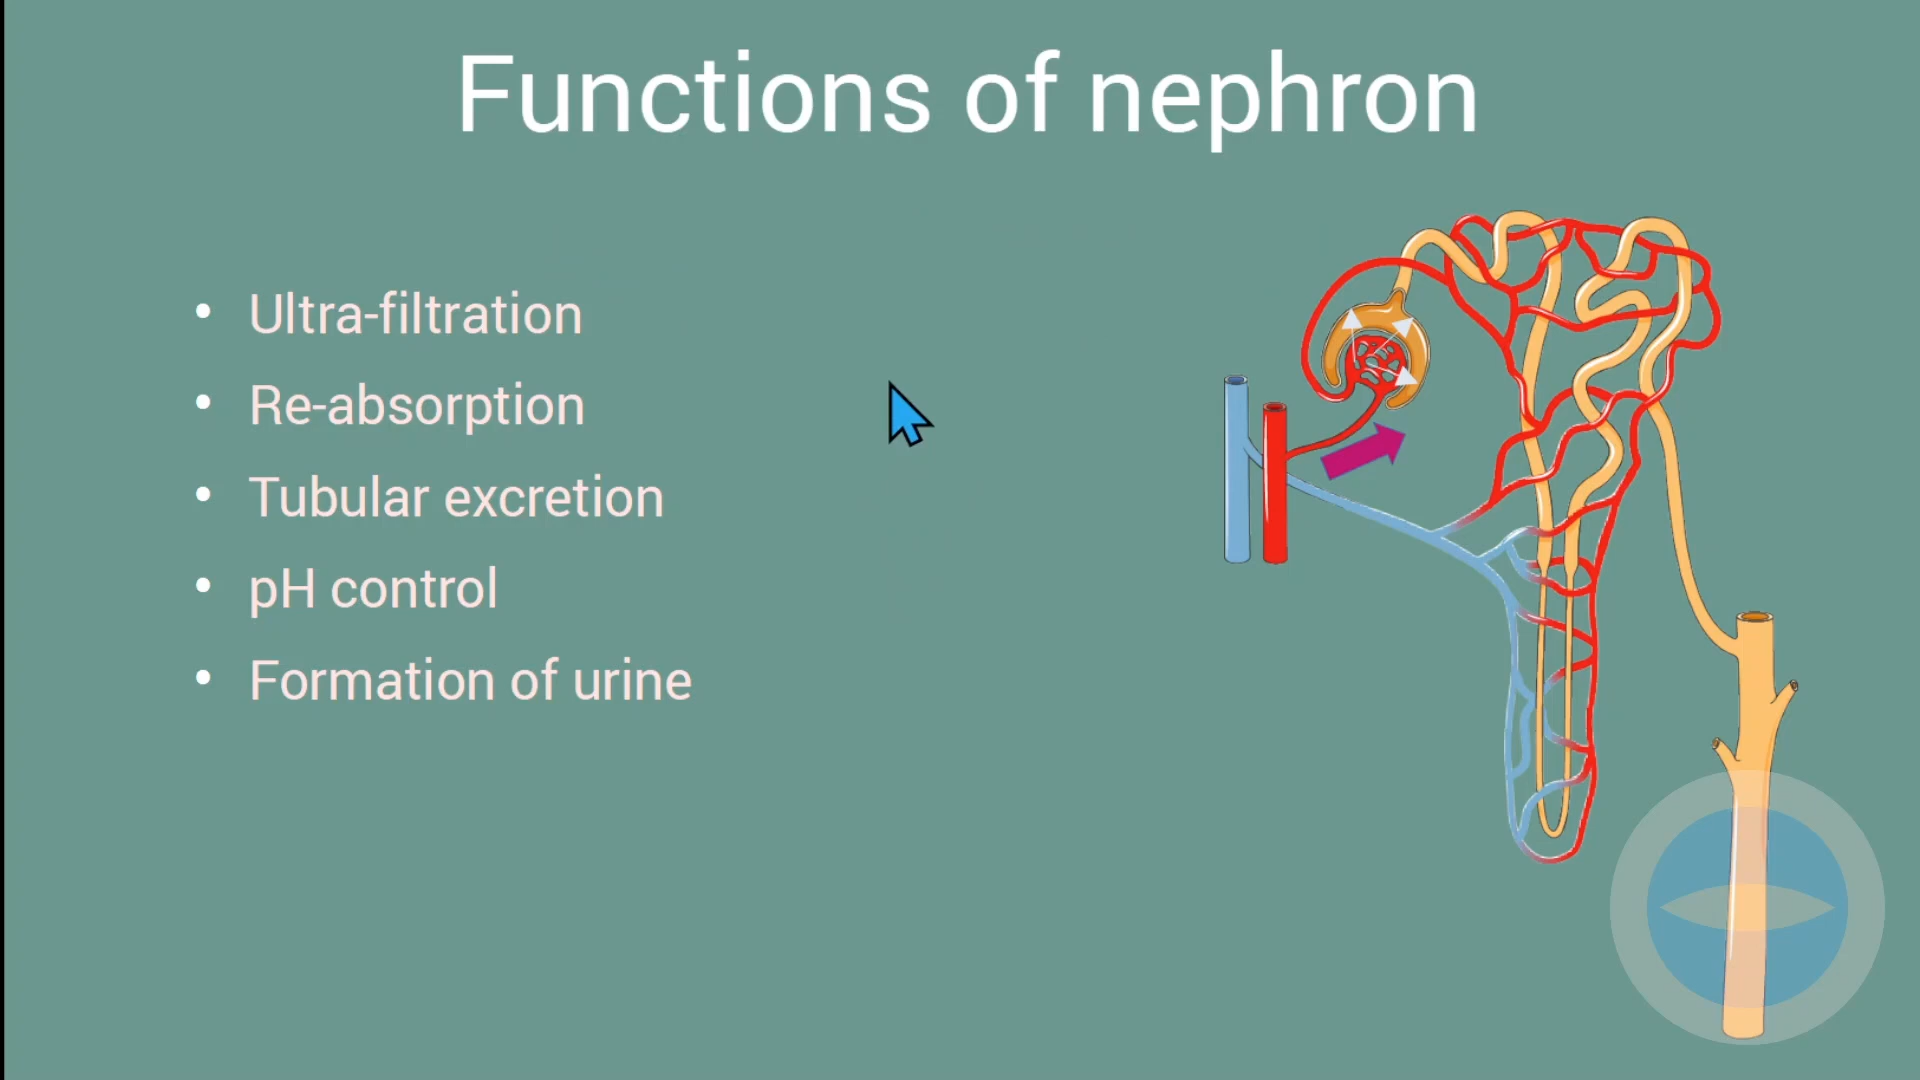 Functions of nephron
• Ultra-filtration
• Re-absorption
• Tubular excretion
• pH control
• Formation of urine